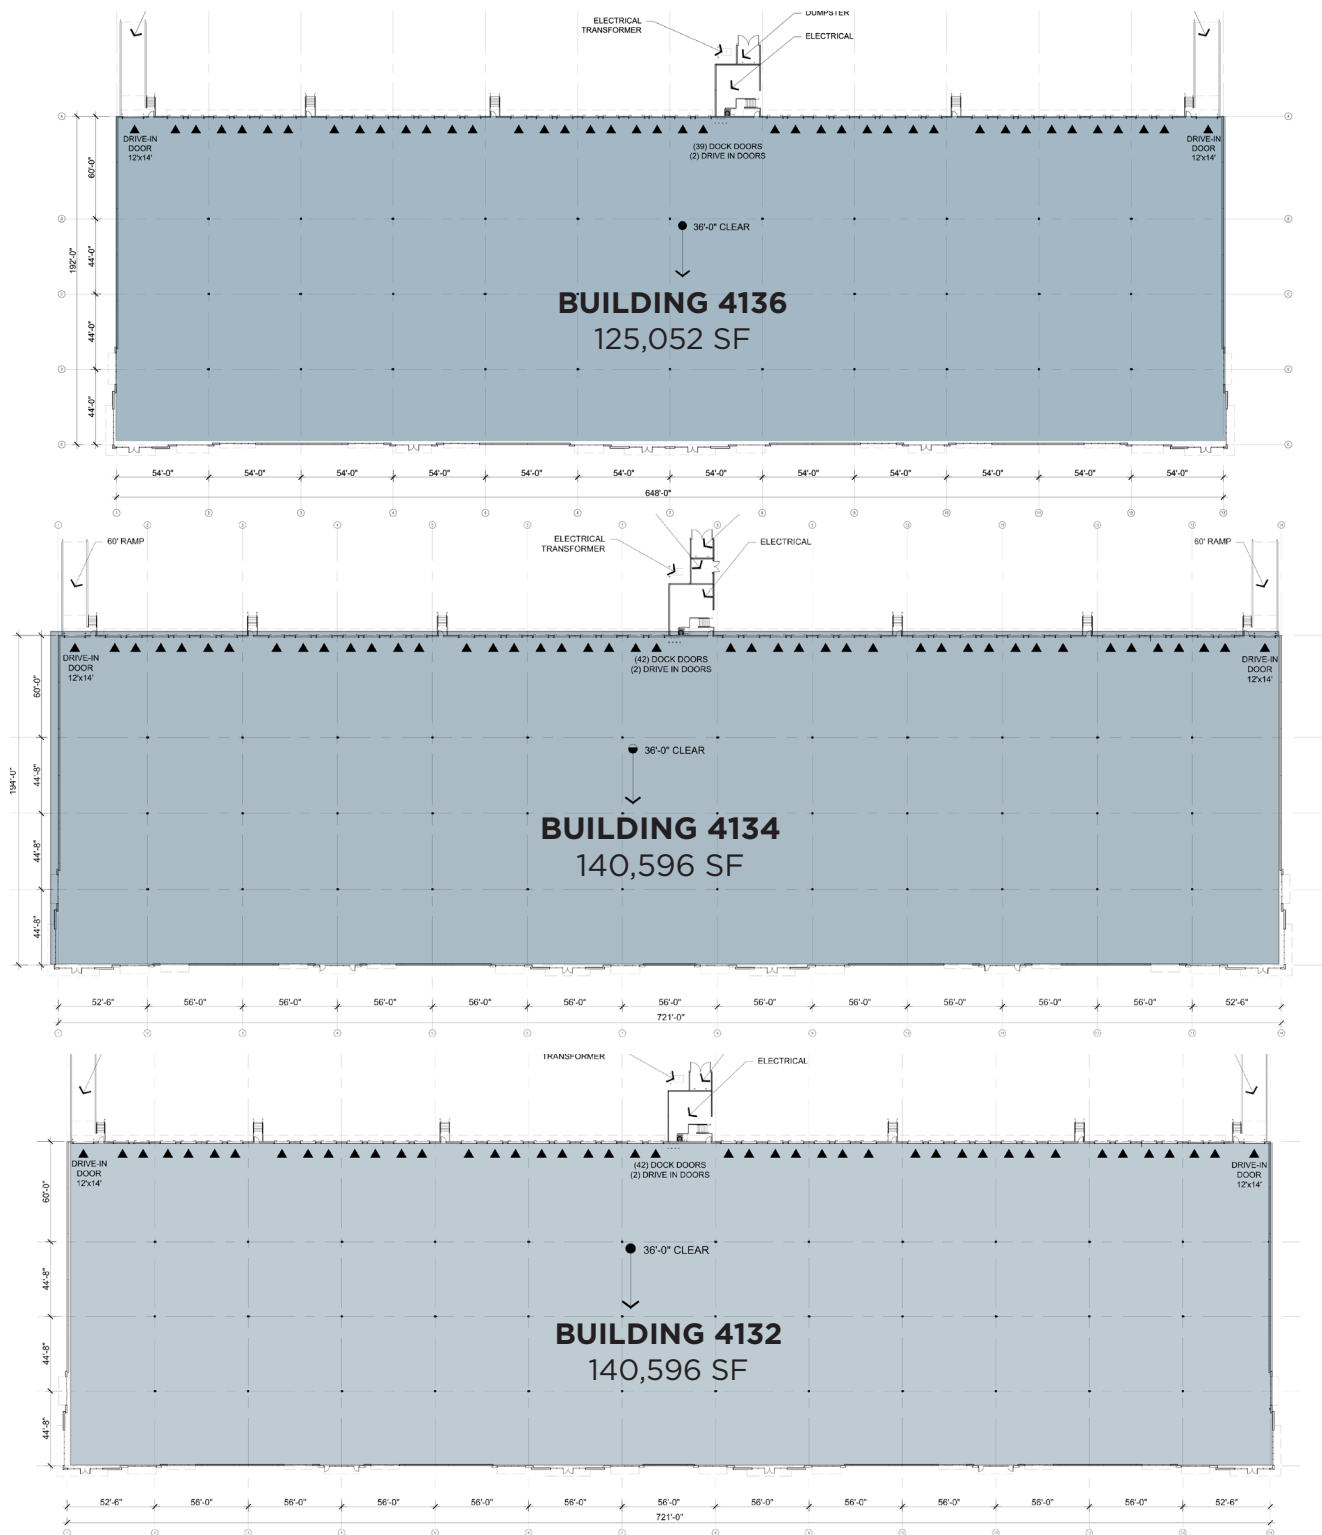 ELECTRICAL
TRANSFORMER
DUMPSTER
ELECTRICAL
DRIVE-IN
DOOR
12'x14'
(39) DOCK DOORS
(2) DRIVE IN DOORS
DRIVE-IN
DOOR
12'x14'
60'-0"
192'-0"
44'-0"
44'-0"
44'-0"
36'-0" CLEAR
BUILDING 4136
125,052 SF
54'-0" 54'-0" 54'-0" 54'-0" 54'-0" 54'-0" 54'-0" 54'-0" 54'-0" 54'-0" 54'-0" 54'-0"
648'-0"
60' RAMP
ELECTRICAL
TRANSFORMER
ELECTRICAL
60' RAMP
DRIVE-IN
DOOR
12'x14'
(42) DOCK DOORS
(2) DRIVE IN DOORS
DRIVE-IN
DOOR
12'x14'
60'-0"
194'-0"
44'-8"
44'-8"
44'-8"
36'-0" CLEAR
BUILDING 4134
140,596 SF
52'-6" 56'-0" 56'-0" 56'-0" 56'-0" 56'-0" 56'-0" 56'-0" 56'-0" 56'-0" 56'-0" 56'-0" 52'-6"
721'-0"
TRANSFORMER
ELECTRICAL
DRIVE-IN
DOOR
12'x14'
(42) DOCK DOORS
(2) DRIVE IN DOORS
DRIVE-IN
DOOR
12'x14'
60'-0"
44'-8"
44'-8"
44'-8"
36'-0" CLEAR
BUILDING 4132
140,596 SF
52'-6" 56'-0" 56'-0" 56'-0" 56'-0" 56'-0" 56'-0" 56'-0" 56'-0" 56'-0" 56'-0" 56'-0" 52'-6"
721'-0"